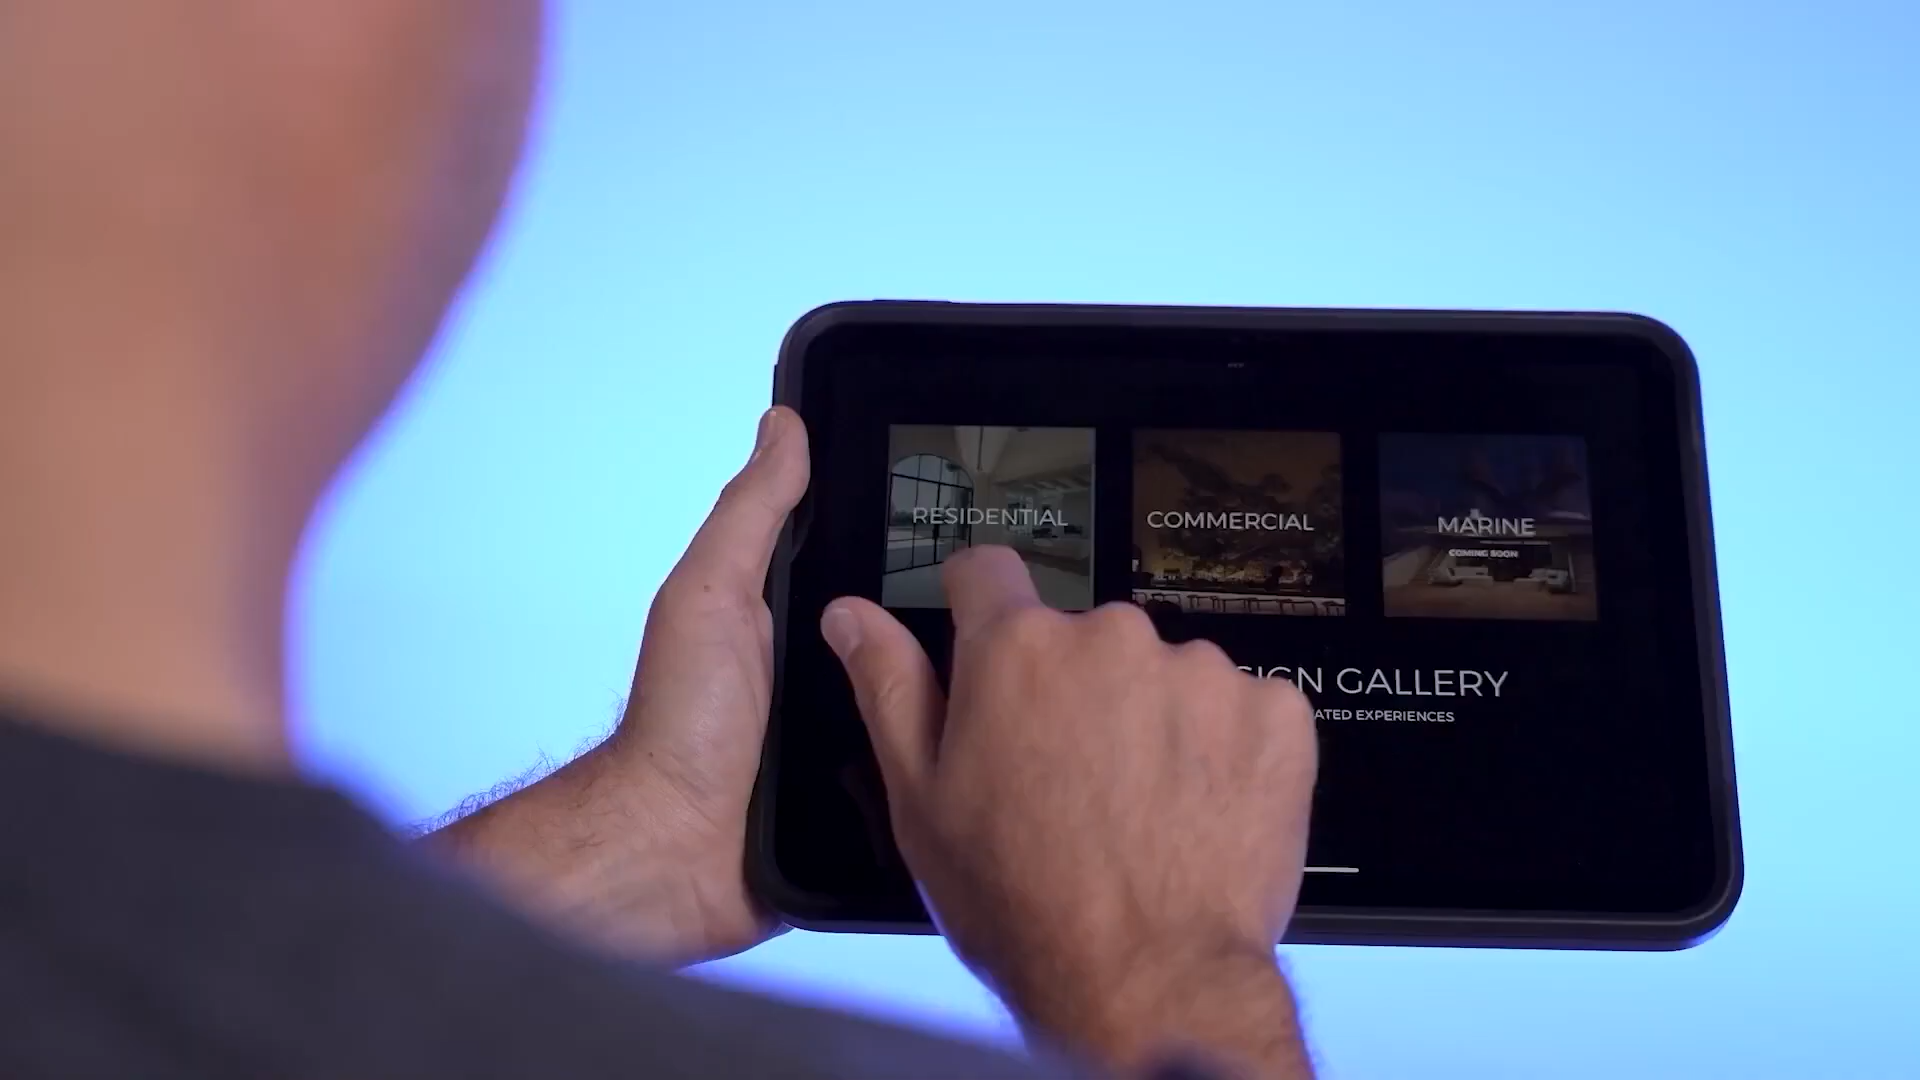 RESIDENTIAL
COMMERCIAL
MARINE
COMING SOON
SIGN GALLERY
ATED EXPERIENCES